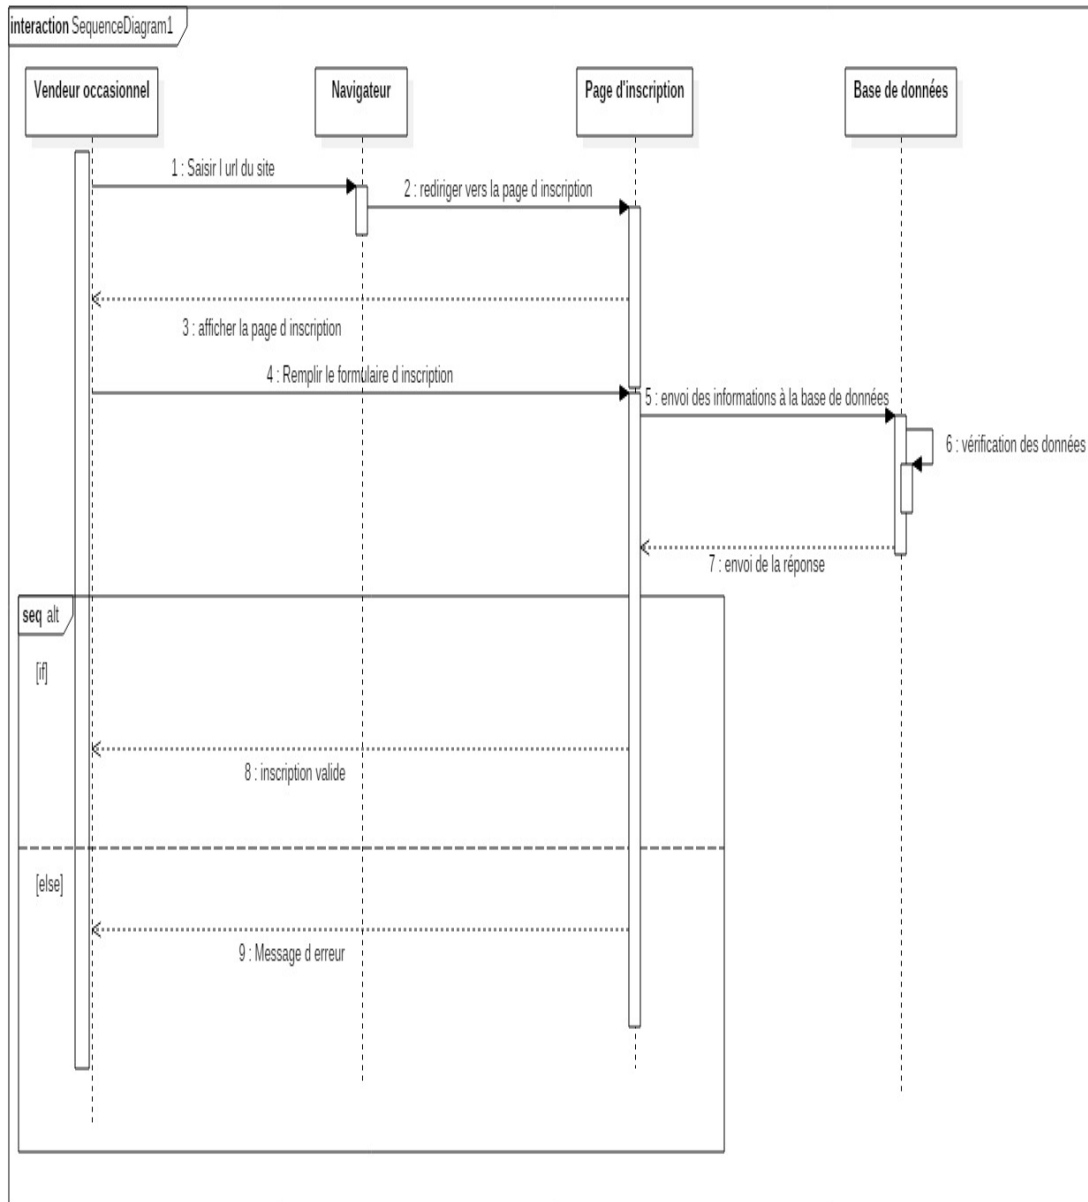 interaction SequenceDiagram1
Vendeur occasionnel
Navigateur
Page d'inscription
Base de données
1 : Saisir l url du site
2 : rediriger vers la page d inscription
3 : afficher la page d inscription
4 : Remplir le formulaire d inscription
5 : envoi des informations à la base de données
6 : vérification des données
7 : envoi de la réponse
seq alt
[if]
8 : inscription valide
[else]
9 : Message d erreur